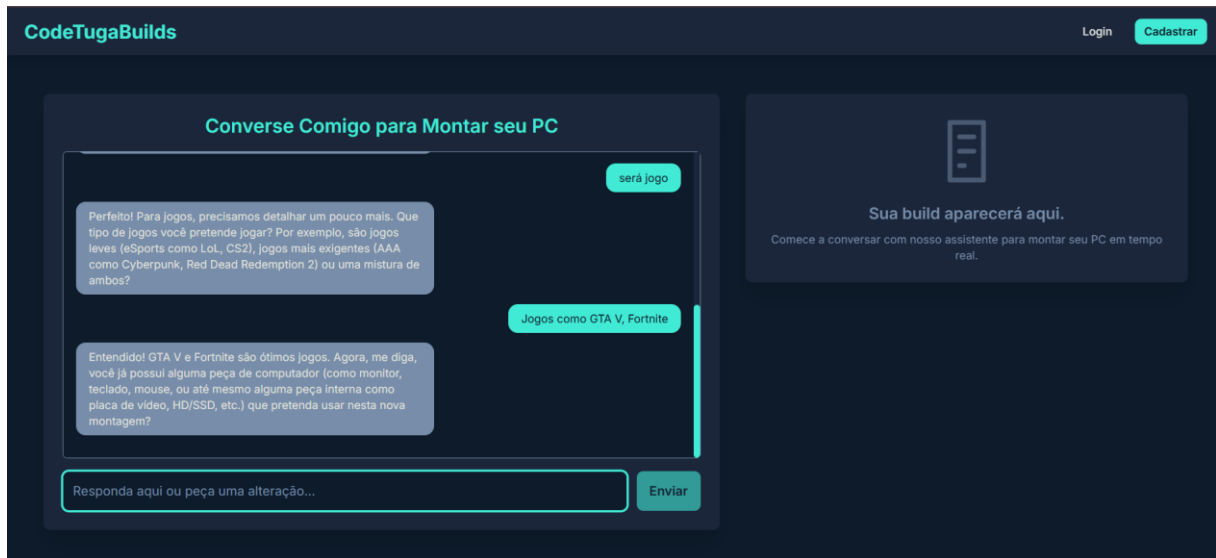 CodeTugaBuilds
Login
Cadastrar
Converse Comigo para Montar seu PC
será jogo
Perfeito! Para jogos, precisamos detalhar um pouco mais. Que
tipo de jogos você pretende jogar? Por exemplo, são jogos
leves (eSports como LoL, CS2), jogos mais exigentes (AAA
como Cyberpunk, Red Dead Redemption 2) ou uma mistura de
ambos?
Jogos como GTA V, Fortnite
Entendido! GTA V e Fortnite são ótimos jogos. Agora, me diga,
você já possui alguma peça de computador (como monitor,
teclado, mouse, ou até mesmo alguma peça interna como
placa de vídeo, HD/SSD, etc.) que pretenda usar nesta nova
montagem?
Responda aqui ou peça uma alteração...
Enviar
Sua build aparecerá aqui.
Comece a conversar com nosso assistente para montar seu PC em tempo
real.